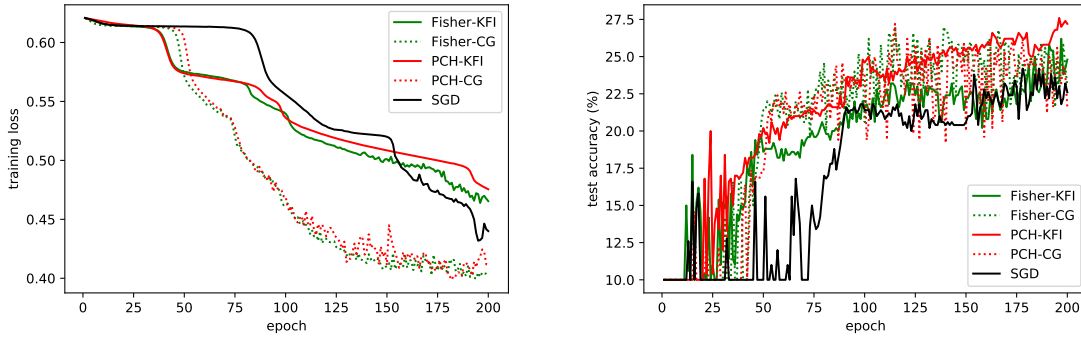 0.60
0.55
0.50
0.45
0.40
training loss
0 25 50 75 100 125 150 175 200
epoch
Fisher-KFI
Fisher-CG
PCH-KFI
PCH-CG
SGD
27.5
25.0
22.5
20.0
17.5
15.0
12.5
10.0
test accuracy (%)
0 25 50 75 100 125 150 175 200
epoch
Fisher-KFI
Fisher-CG
PCH-KFI
PCH-CG
SGD